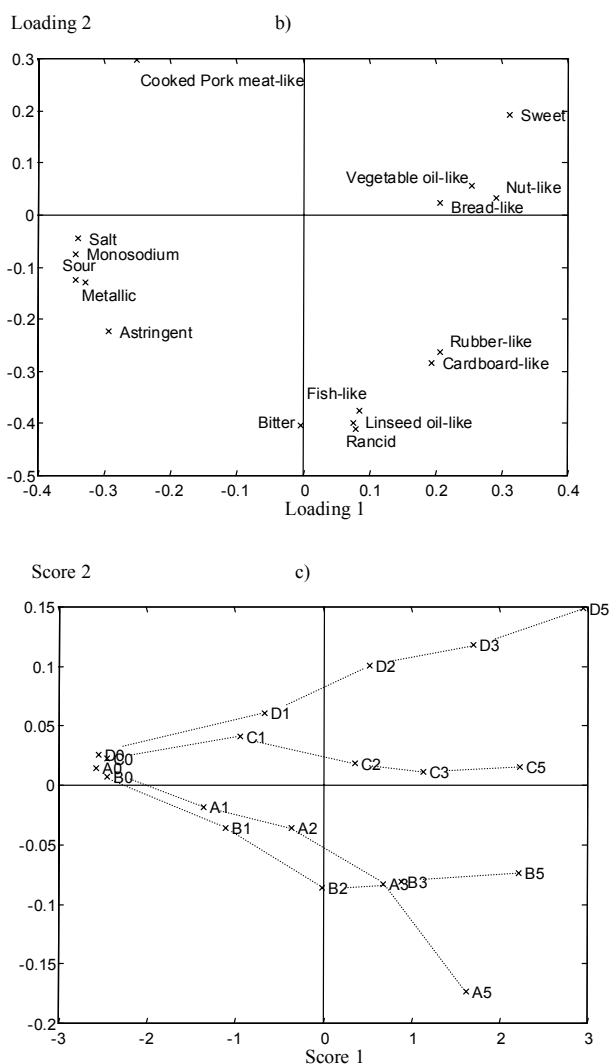 Loading 2 b)
0.3
Cooked Pork meat-like
0.2
Sweet
Vegetable oil-like
Nut-like
0.1
Bread-like
0
Salt
-0.1
Monosodium
Sour
Metallic
-0.2
Astringent
Rubber-like
-0.3
Cardboard-like
Fish-like
-0.4
Bitter
Linseed oil-like
Rancid
-0.5
-0.4 -0.3 -0.2 -0.1 0 0.1 0.2 0.3 0.4
Loading 1
Score 2 c)
0.15
D5
D3
0.1
D2
D1
0.05
C1
D0
C0
C2
C3
C5
A0
B0
0
A1
A2
B1
-0.05
B2
A3
B3
B5
-0.1
-0.15
A5
-0.2
-3 -2 -1 0 1 2 3
Score 1